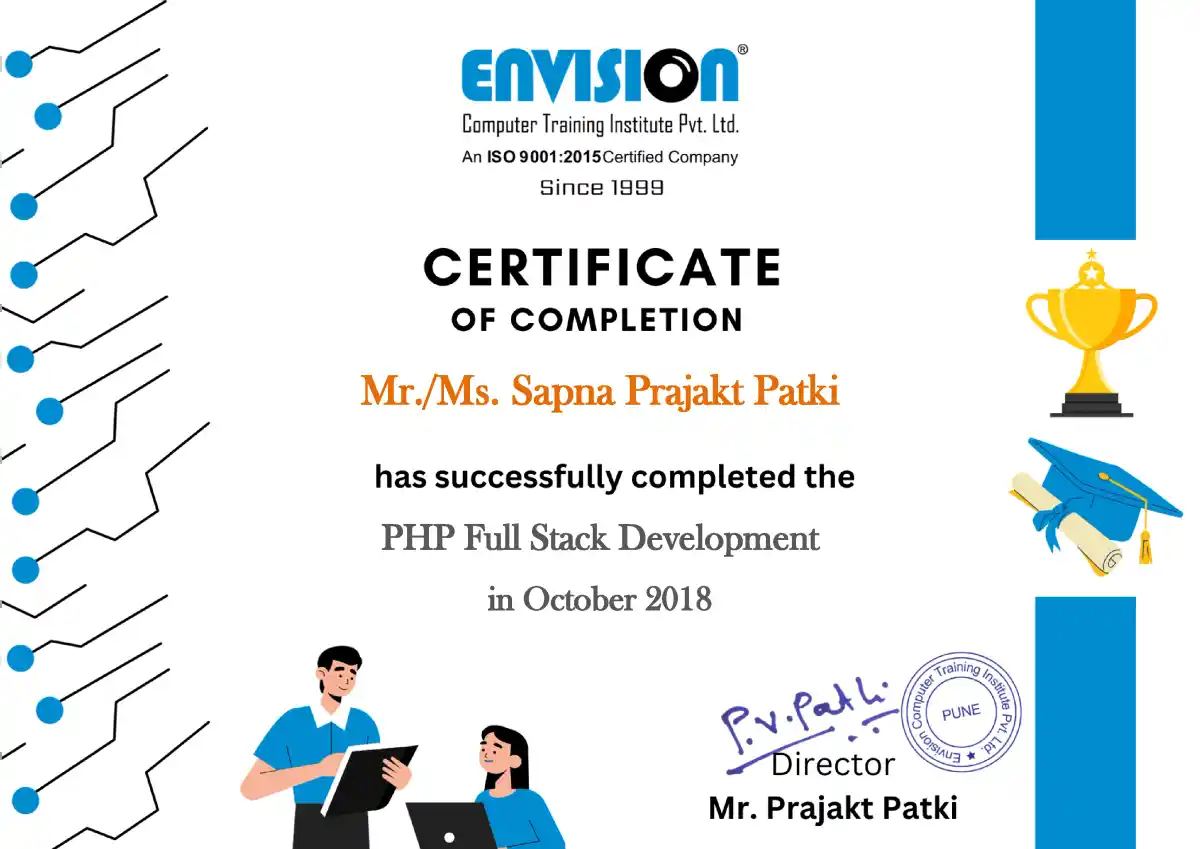 ENVISION®
Computer Training Institute Pvt. Ltd.
An ISO 9001:2015 Certified Company
Since 1999
CERTIFICATE
OF COMPLETION
Mr./Ms. Sapna Prajakt Patki
has successfully completed the
PHP Full Stack Development
in October 2018
P.V.Patki
Envision Computer Training Institute Pvt. Ltd. ★
PUNE
Director
Mr. Prajakt Patki